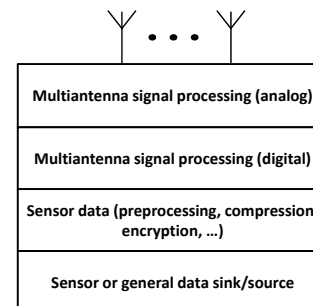 Multiantenna signal processing (analog)
Multiantenna signal processing (digital)
Sensor data (preprocessing, compression
encryption, ...)
Sensor or general data sink/source